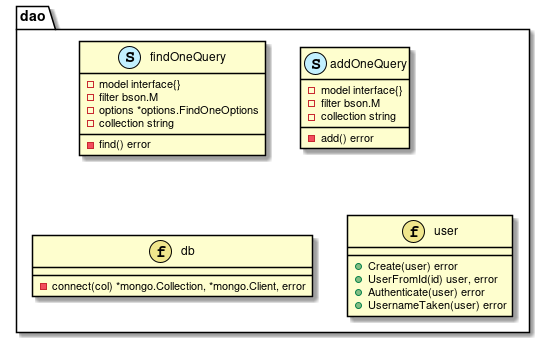 dao
S findOneQuery
model interface{}
filter bson.M
options *options.FindOneOptions
collection string
find() error
S addOneQuery
model interface{}
filter bson.M
collection string
add() error
f db
connect(col) *mongo.Collection, *mongo.Client, error
f user
Create(user) error
UserFromId(id) user, error
Authenticate(user) error
UsernameTaken(user) error